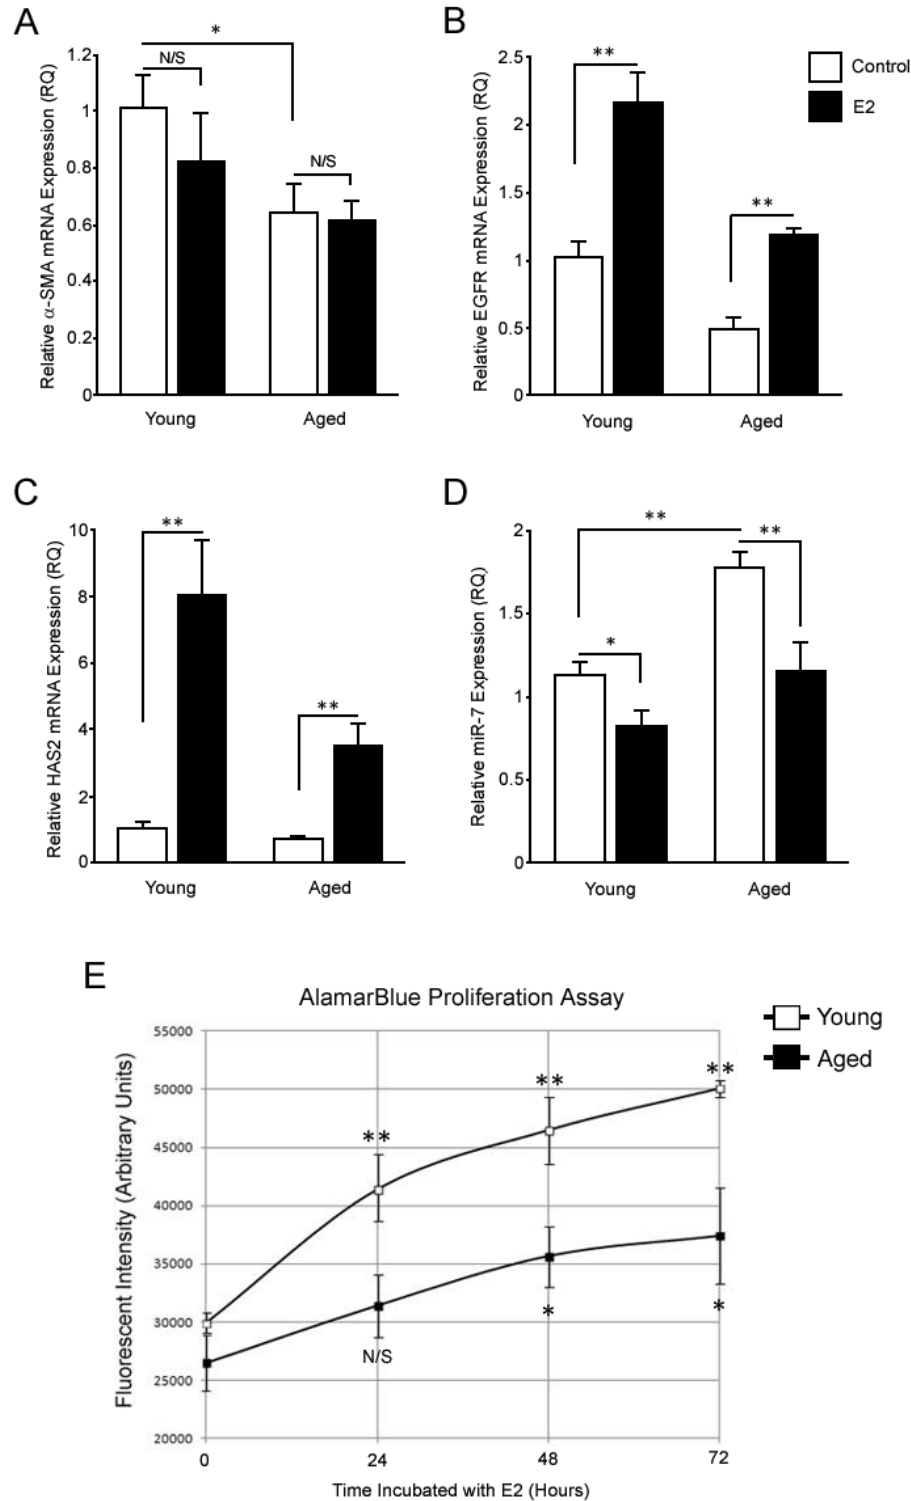 A
Relative α-SMA mRNA Expression (RQ)
1.2
1
0.8
0.6
0.4
0.2
0
*
N/S
N/S
Young
Aged
B
Relative EGFR mRNA Expression (RQ)
2.5
2
1.5
1
0.5
0
**
**
Young
Aged
Control
E2
C
Relative HAS2 mRNA Expression (RQ)
10
8
6
4
2
0
**
**
Young
Aged
D
Relative miR-7 Expression (RQ)
2
1.5
1
0.5
0
**
**
*
Young
Aged
E
AlamarBlue Proliferation Assay
Young
Aged
Fluorescent Intensity (Arbitrary Units)
55000
50000
45000
40000
35000
30000
25000
20000
**
**
**
N/S
*
*
0
24
48
72
Time Incubated with E2 (Hours)